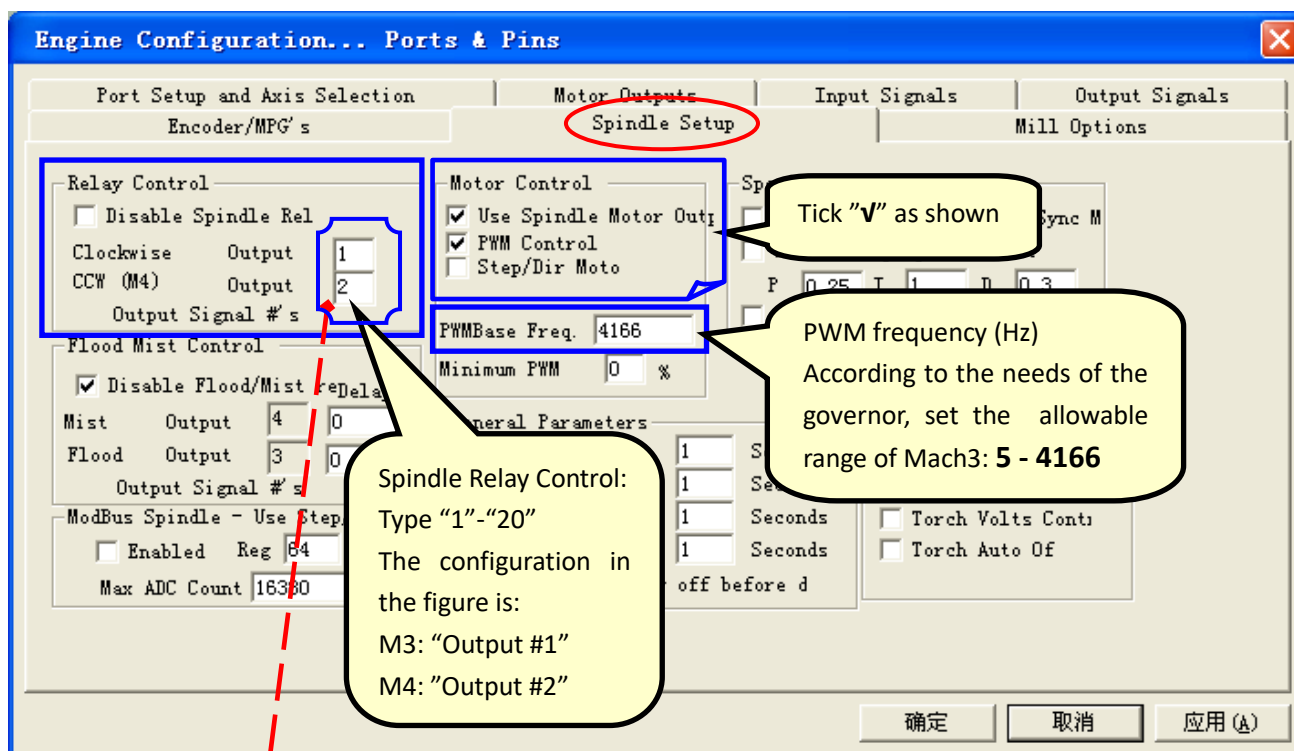 Engine Configuration... Ports & Pins
Port Setup and Axis Selection
Motor Outputs
Input Signals
Output Signals
Encoder/MPG's
Spindle Setup
Mill Options
Relay Control
Disable Spindle Rel
Clockwise Output 1
CCW (M4) Output 2
Output Signal #'s
Motor Control
Use Spindle Motor Outp
PWM Control
Step/Dir Moto
PWMBase Freq. 4166
Minimum PWM 0 %
Tick "√" as shown
Sync M
P 0.25 I 1 D 0.3
PWM frequency (Hz)
According to the needs of the
governor, set the allowable
range of Mach3: 5 - 4166
Flood Mist Control
Disable Flood/Mist re
Dela
Mist Output 4 0
Flood Output 3 0
Output Signal #'s
ModBus Spindle - Use Step
Enabled Reg 64
Max ADC Count 16380
Spindle Relay Control:
Type "1"-"20"
The configuration in
the figure is:
M3: "Output #1"
M4: "Output #2"
neral Parameters
1
1
1 Seconds
1 Seconds
off before d
Torch Volts Conti
Torch Auto Of
确定
取消
应用(A)